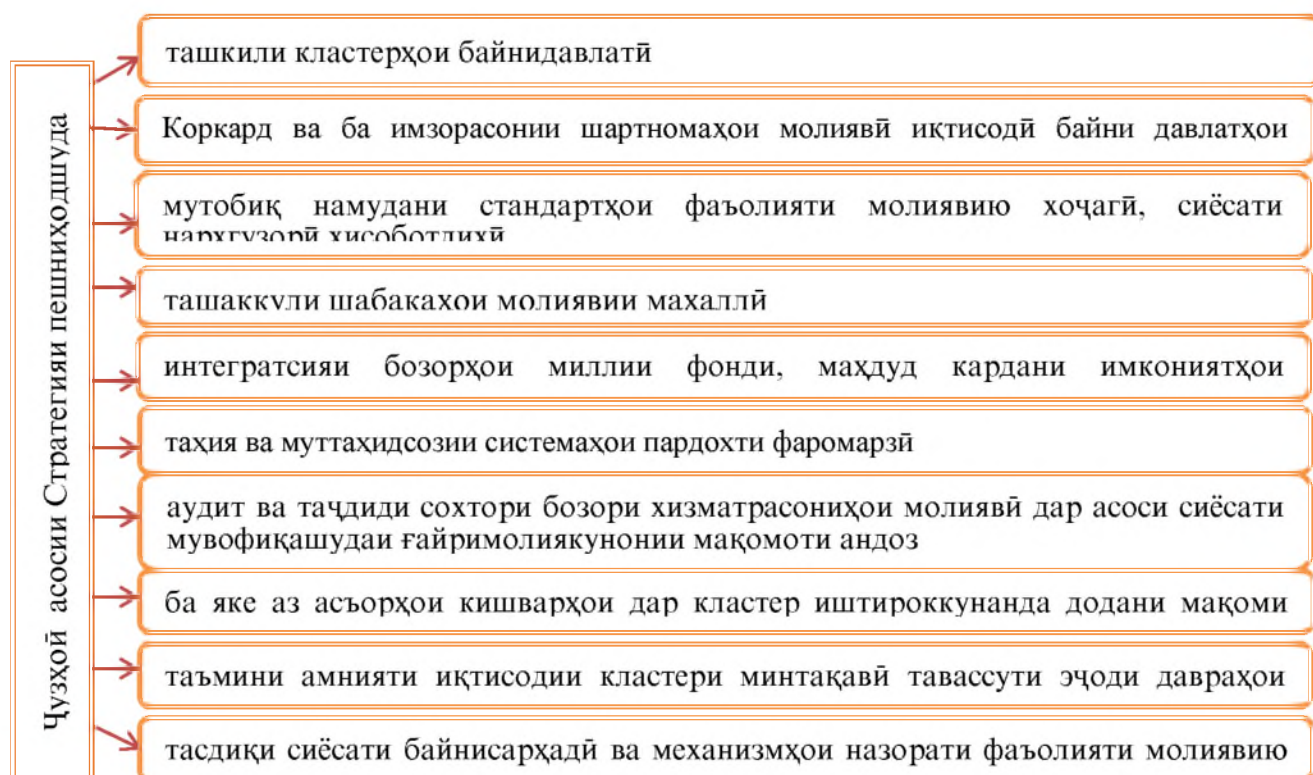 Ҷузҳой асосии Стратегияи пешниҳодшуда
ташкили кластерҳои байнидавлатӣ
Коркард ва ба имзорасонии шартномаҳои молиявӣ иқтисодӣ байни давлатҳои
мутобиқ намудани стандартҳои фаъолияти молиявию хоҷагӣ, сиёсати
нархгузорӣ ҳисоботдиҳӣ
ташаккули шабакаҳои молиявии маҳаллӣ
интегратсияи бозорҳои миллии фонди, маҳдуд кардани имкониятҳои
таҳия ва муттаҳидсозии системаҳои пардохти фаромарзӣ
аудит ва таҷдиди сохтори бозори хизматрасониҳои молиявӣ дар асоси сиёсати
мувофиқашудаи ғайримолиякунонии мақомоти андоз
ба яке аз асъорҳои кишварҳои дар кластер иштироккунанда додани мақоми
таъмини амнияти иқтисодии кластери минтақавӣ тавассути эҷоди давраҳои
тасдиқи сиёсати байнисарҳадӣ ва механизмҳои назорати фаъолияти молиявию